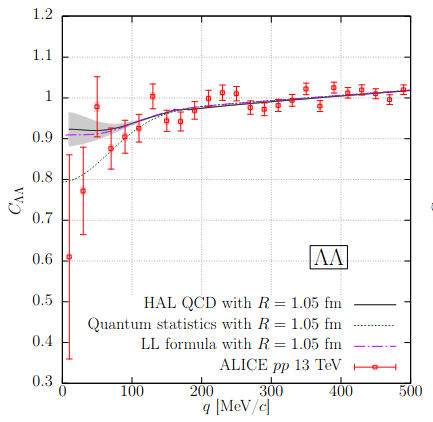 1.2
1.1
1
0.9
0.8
0.7
0.6
0.5
0.4
0.3
C_ΛΛ
ΛΛ
HAL QCD with R = 1.05 fm
Quantum statistics with R = 1.05 fm
LL formula with R = 1.05 fm
ALICE pp 13 TeV
0 100 200 300 400 500
q [MeV/c]